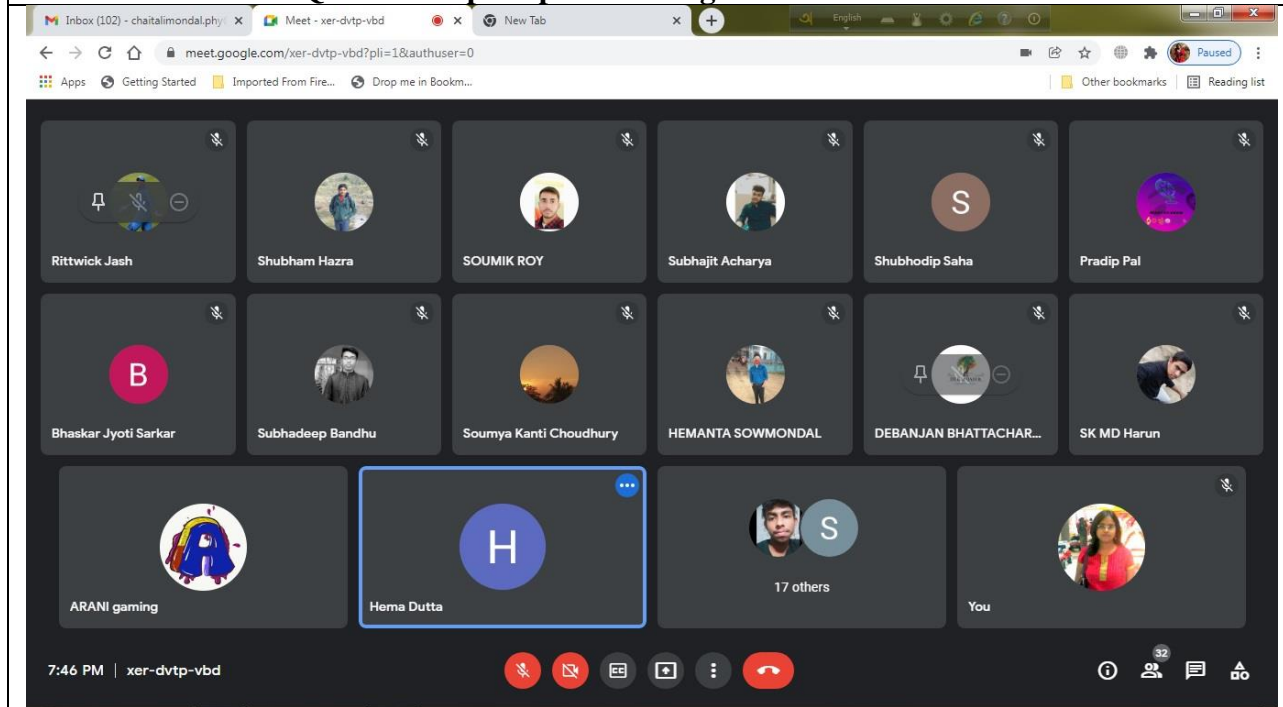 Inbox (102) - chaitalimondal.phy
Meet - xer-dvtp-vbd
New Tab
English
meet.google.com/xer-dvtp-vbd?pli=1&authuser=0
Paused
Apps
Getting Started
Imported From Fire...
Drop me in Bookm...
Other bookmarks
Reading list
S
Rittwick Jash
Shubham Hazra
SOUMIK ROY
Subhajit Acharya
Shubhodip Saha
Pradip Pal
B
Bhaskar Jyoti Sarkar
Subhadeep Bandhu
Soumya Kanti Choudhury
HEMANTA SOWMONDAL
DEBANJAN BHATTACHAR...
SK MD Harun
A
H
S
17 others
ARANI gaming
Hema Dutta
You
7:46 PM | xer-dvtp-vbd
CC
32